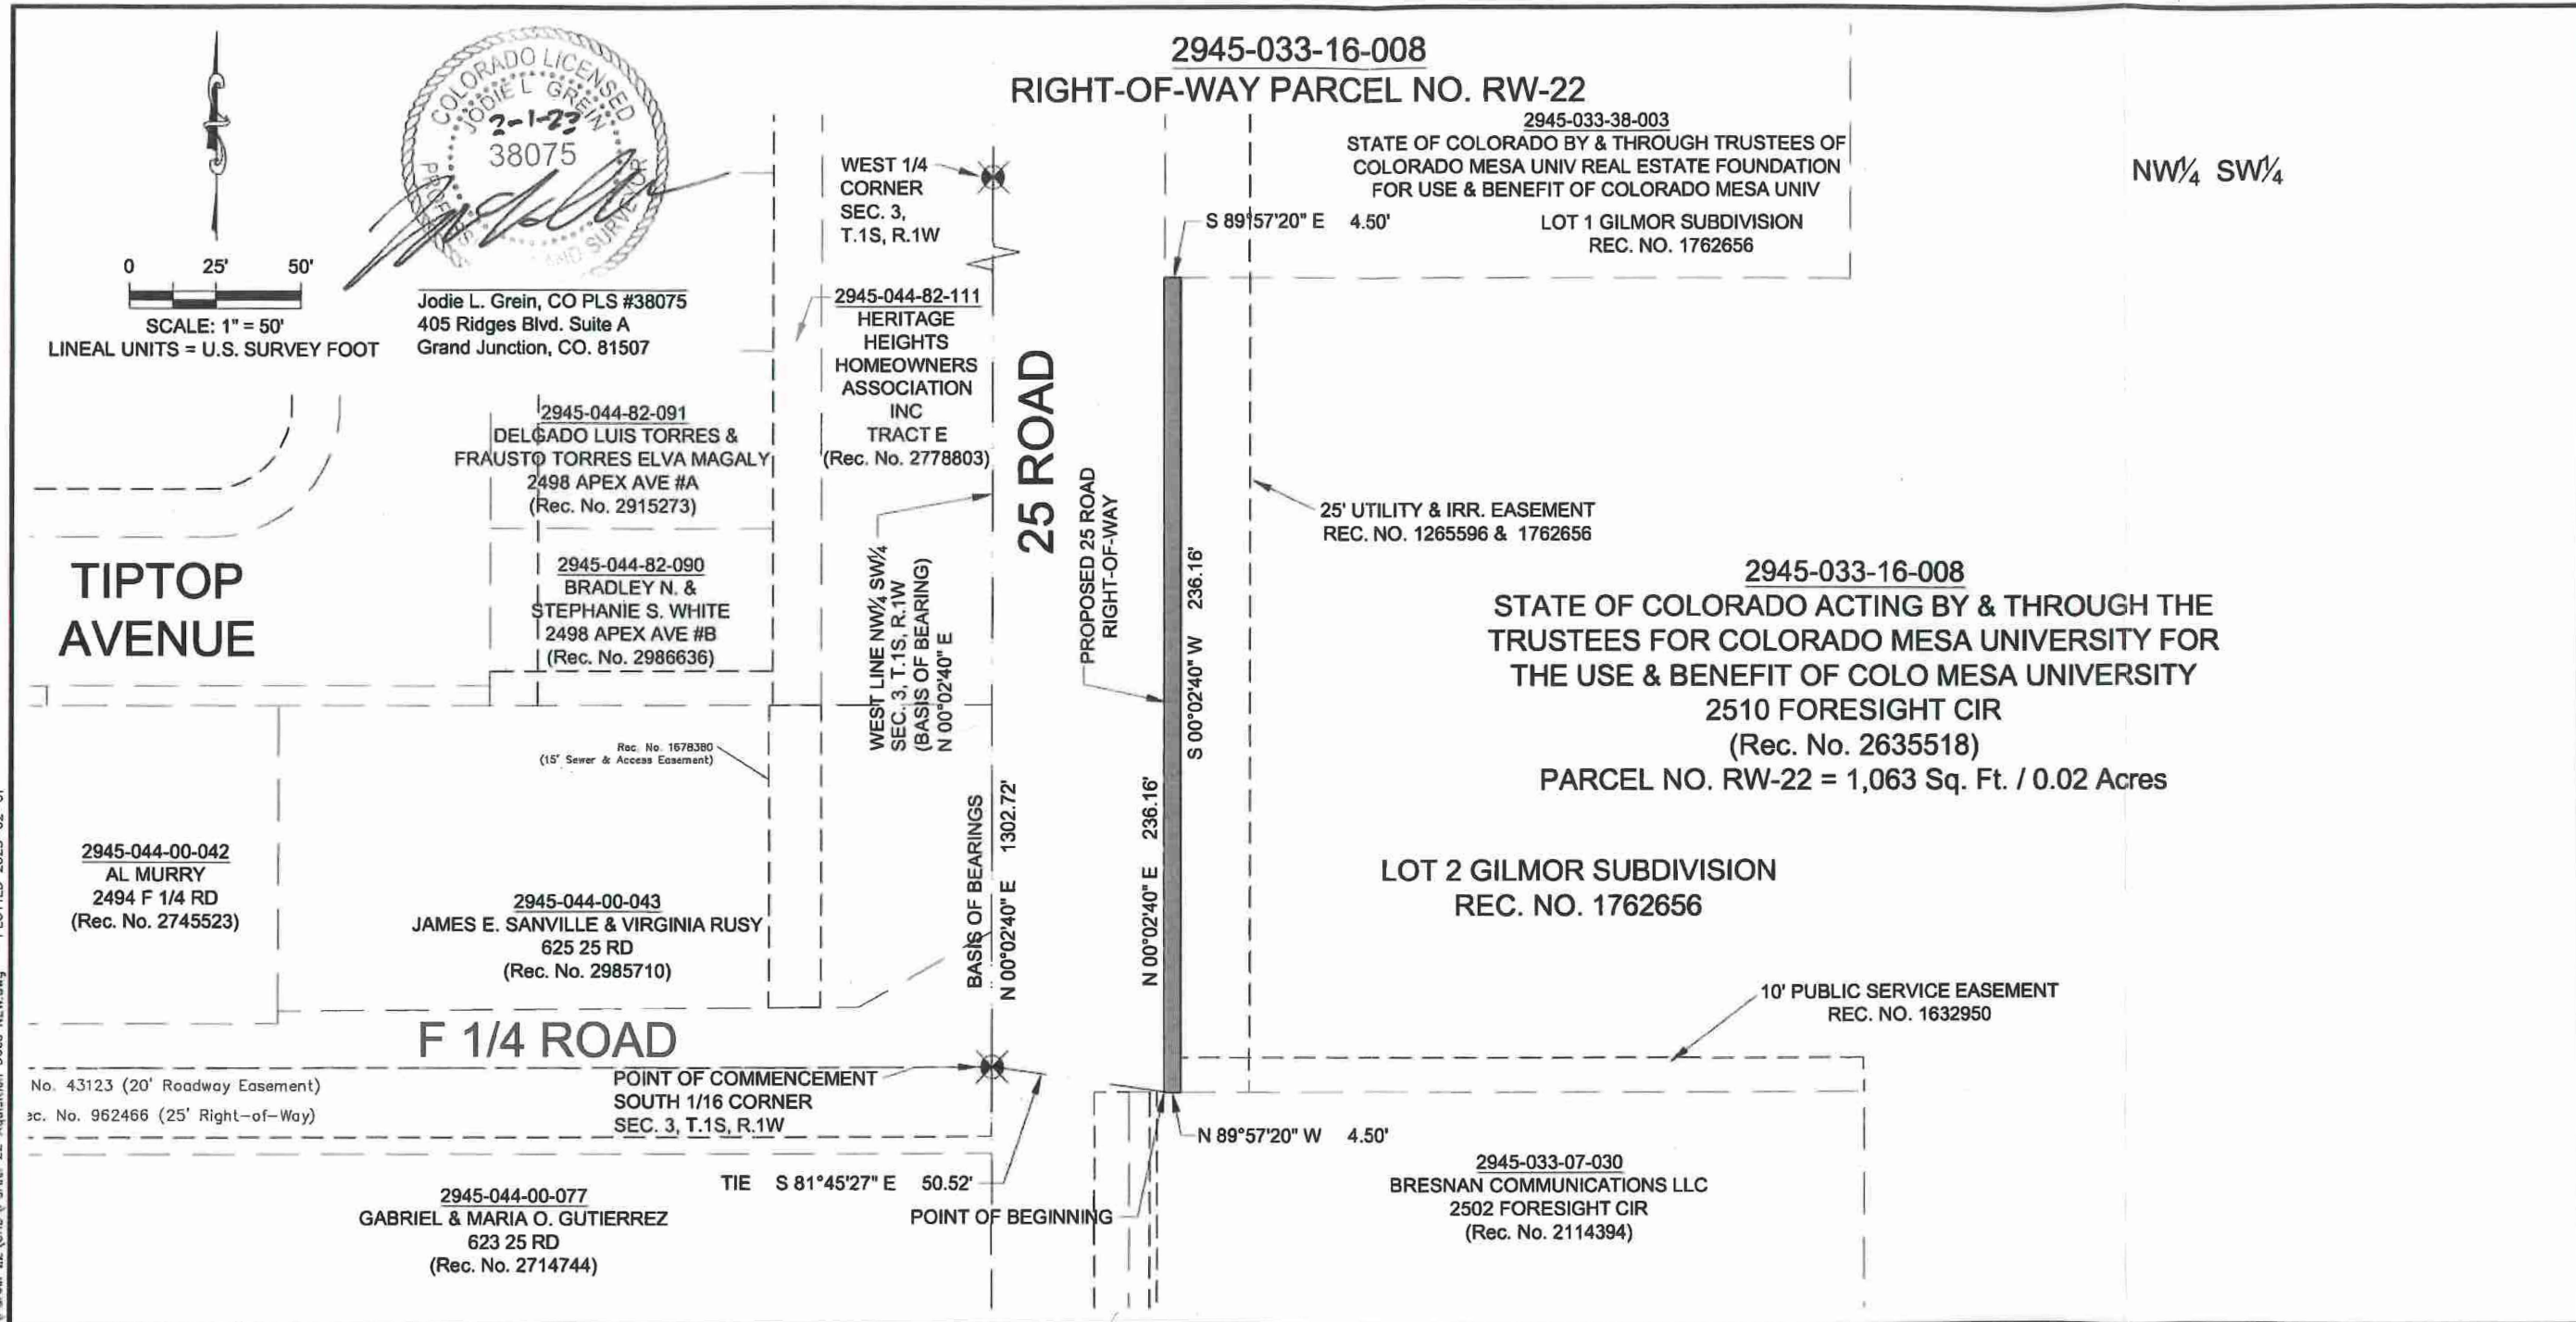 2945-033-16-008
RIGHT-OF-WAY PARCEL NO. RW-22
COLORADO LICENSED
JODIE L GREIN
38075
Jodie L. Grein, CO PLS #38075
405 Ridges Blvd. Suite A
Grand Junction, CO. 81507
0 25' 50'
SCALE: 1" = 50'
LINEAL UNITS = U.S. SURVEY FOOT
WEST 1/4
CORNER
SEC. 3,
T.1S, R.1W
2945-033-38-003
STATE OF COLORADO BY & THROUGH TRUSTEES OF
COLORADO MESA UNIV REAL ESTATE FOUNDATION
FOR USE & BENEFIT OF COLORADO MESA UNIV
LOT 1 GILMOR SUBDIVISION
REC. NO. 1762656
NW¼ SW¼
S 89°57'20" E 4.50'
2945-044-82-111
HERITAGE
HEIGHTS
HOMEOWNERS
ASSOCIATION
INC
TRACT E
(Rec. No. 2778803)
25 ROAD
2945-044-82-091
DELGADO LUIS TORRES &
FRAUSTO TORRES ELVA MAGALY
2498 APEX AVE #A
(Rec. No. 2915273)
TIPTOP
AVENUE
2945-044-82-090
BRADLEY N. &
STEPHANIE S. WHITE
2498 APEX AVE #B
(Rec. No. 2986636)
WEST LINE NW¼ SW¼
SEC. 3, T.1S, R.1W
(BASIS OF BEARING)
N 00°02'40" E
PROPOSED 25 ROAD
RIGHT-OF-WAY
S 00°02'40" W 236.16'
25' UTILITY & IRR. EASEMENT
REC. NO. 1265596 & 1762656
2945-033-16-008
STATE OF COLORADO ACTING BY & THROUGH THE
TRUSTEES FOR COLORADO MESA UNIVERSITY FOR
THE USE & BENEFIT OF COLO MESA UNIVERSITY
2510 FORESIGHT CIR
(Rec. No. 2635518)
PARCEL NO. RW-22 = 1,063 Sq. Ft. / 0.02 Acres
Rec. No. 1678380
(15' Sewer & Access Easement)
BASIS OF BEARINGS
N 00°02'40" E 1302.72'
N 00°02'40" E 236.16'
2945-044-00-042
AL MURRY
2494 F 1/4 RD
(Rec. No. 2745523)
2945-044-00-043
JAMES E. SANVILLE & VIRGINIA RUSY
625 25 RD
(Rec. No. 2985710)
LOT 2 GILMOR SUBDIVISION
REC. NO. 1762656
10' PUBLIC SERVICE EASEMENT
REC. NO. 1632950
F 1/4 ROAD
No. 43123 (20' Roadway Easement)
No. 962466 (25' Right-of-Way)
POINT OF COMMENCEMENT
SOUTH 1/16 CORNER
SEC. 3, T.1S, R.1W
N 89°57'20" W 4.50'
TIE S 81°45'27" E 50.52'
POINT OF BEGINNING
2945-044-00-077
GABRIEL & MARIA O. GUTIERREZ
623 25 RD
(Rec. No. 2714744)
2945-033-07-030
BRESNAN COMMUNICATIONS LLC
2502 FORESIGHT CIR
(Rec. No. 2114394)